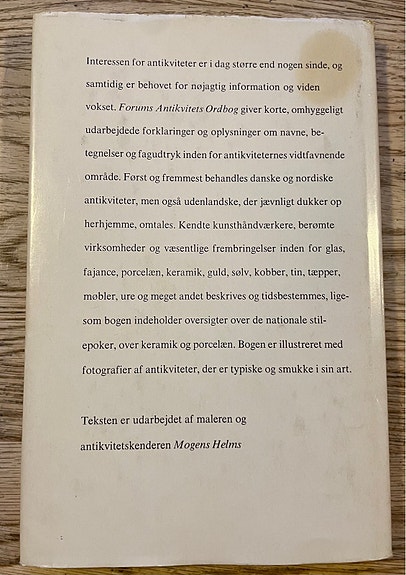 Interessen for antikviteter er i dag større end nogen sinde, og
samtidig er behovet for nøjagtig information og viden
vokset. Forums Antikvitets Ordbog giver korte, omhyggeligt
udarbejdede forklaringer og oplysninger om navne, be-
tegnelser og fagudtryk inden for antikviteternes vidtfavnende
område. Først og fremmest behandles danske og nordiske
antikviteter, men også udenlandske, der jævnligt dukker op
herhjemme, omtales. Kendte kunsthåndværkere, berømte
virksomheder og væsentlige frembringelser inden for glas,
fajance, porcelæn, keramik, guld, sølv, kobber, tin, tæpper,
møbler, ure og meget andet beskrives og tidsbestemmes, lige-
som bogen indeholder oversigter over de nationale stil-
epoker, over keramik og porcelæn. Bogen er illustreret med
fotografier af antikviteter, der er typiske og smukke i sin art.
Teksten er udarbejdet af maleren og
antikvitetskenderen Mogens Helms